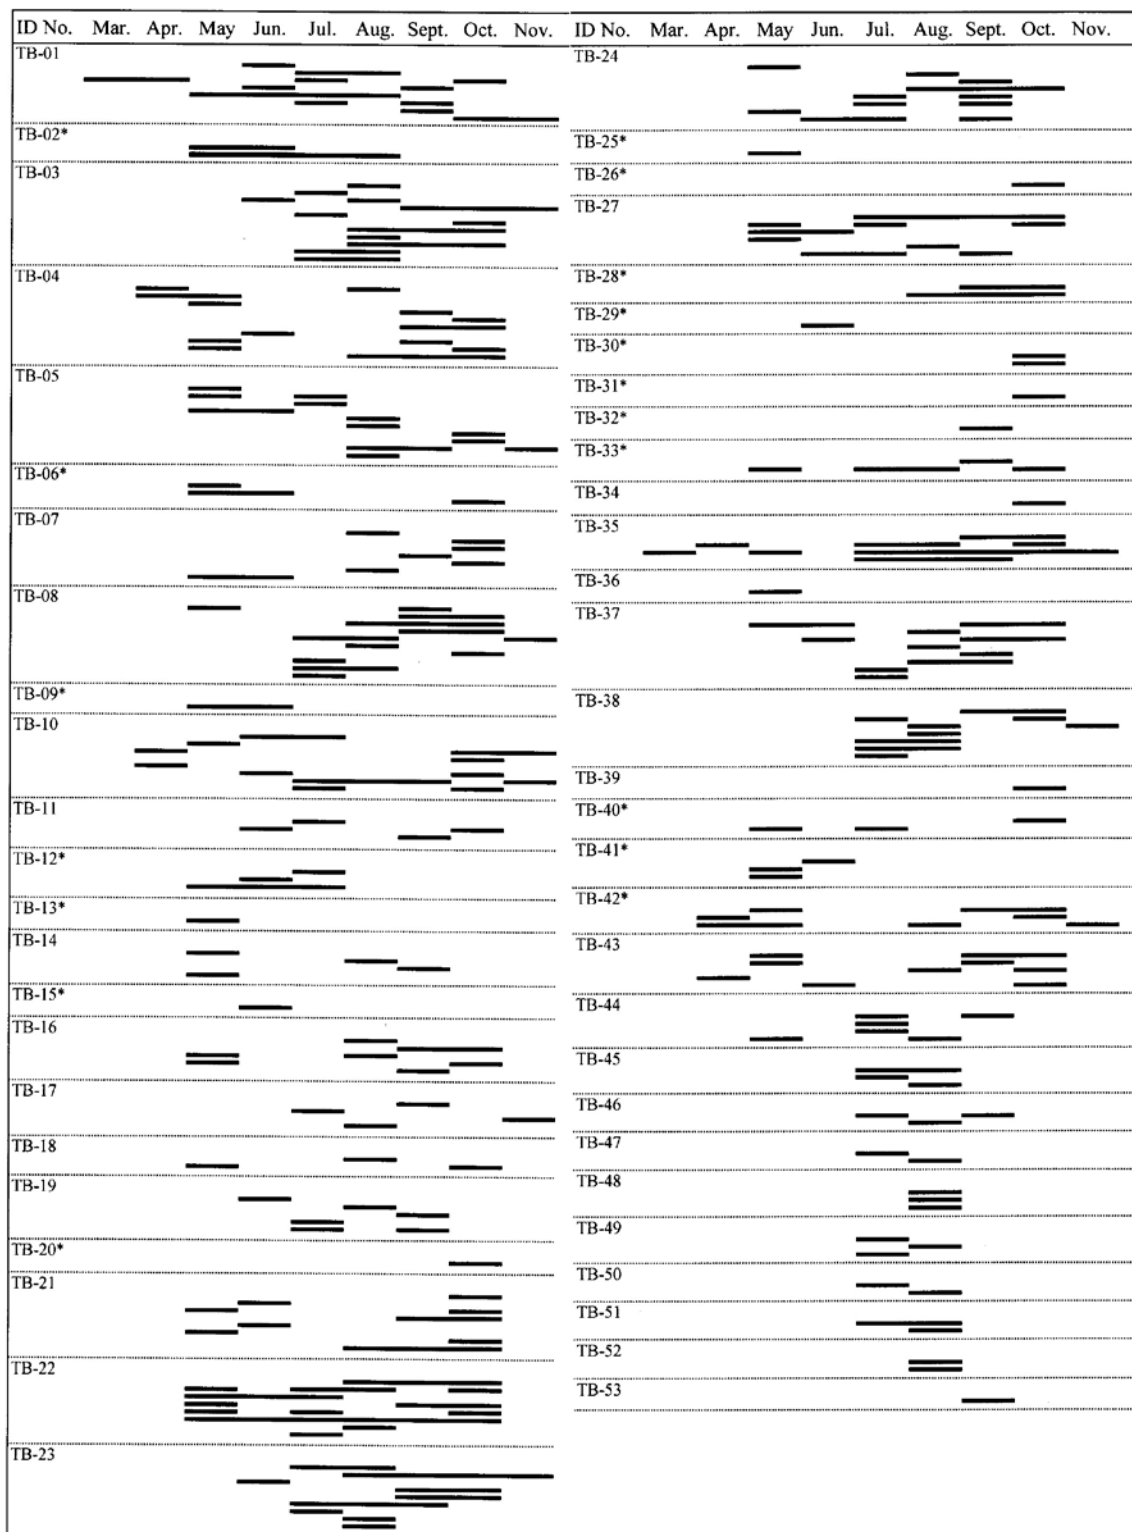 ID No. Mar. Apr. May Jun. Jul. Aug. Sept. Oct. Nov.
TB-01
TB-02*
TB-03
TB-04
TB-05
TB-06*
TB-07
TB-08
TB-09*
TB-10
TB-11
TB-12*
TB-13*
TB-14
TB-15*
TB-16
TB-17
TB-18
TB-19
TB-20*
TB-21
TB-22
TB-23
ID No. Mar. Apr. May Jun. Jul. Aug. Sept. Oct. Nov.
TB-24
TB-25*
TB-26*
TB-27
TB-28*
TB-29*
TB-30*
TB-31*
TB-32*
TB-33*
TB-34
TB-35
TB-36
TB-37
TB-38
TB-39
TB-40*
TB-41*
TB-42*
TB-43
TB-44
TB-45
TB-46
TB-47
TB-48
TB-49
TB-50
TB-51
TB-52
TB-53